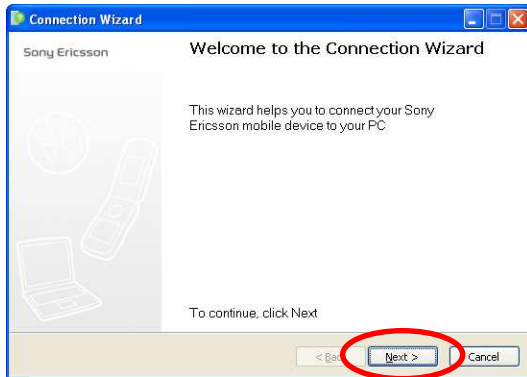 Connection Wizard
Sony Ericsson
Welcome to the Connection Wizard
This wizard helps you to connect your Sony
Ericsson mobile device to your PC
To continue, click Next
Next >
Cancel